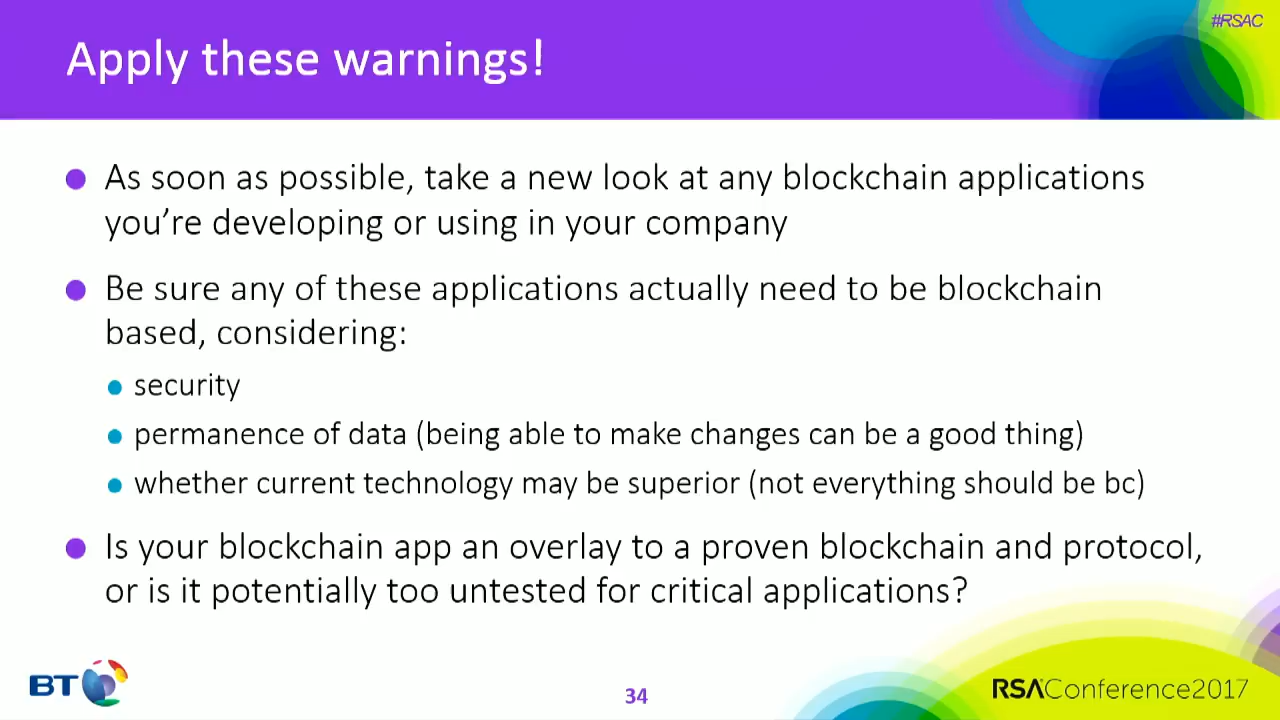 #RSAC
Apply these warnings!
As soon as possible, take a new look at any blockchain applications
you're developing or using in your company
Be sure any of these applications actually need to be blockchain
based, considering:
security
permanence of data (being able to make changes can be a good thing)
whether current technology may be superior (not everything should be bc)
Is your blockchain app an overlay to a proven blockchain and protocol,
or is it potentially too untested for critical applications?
BT
34
RSAConference2017